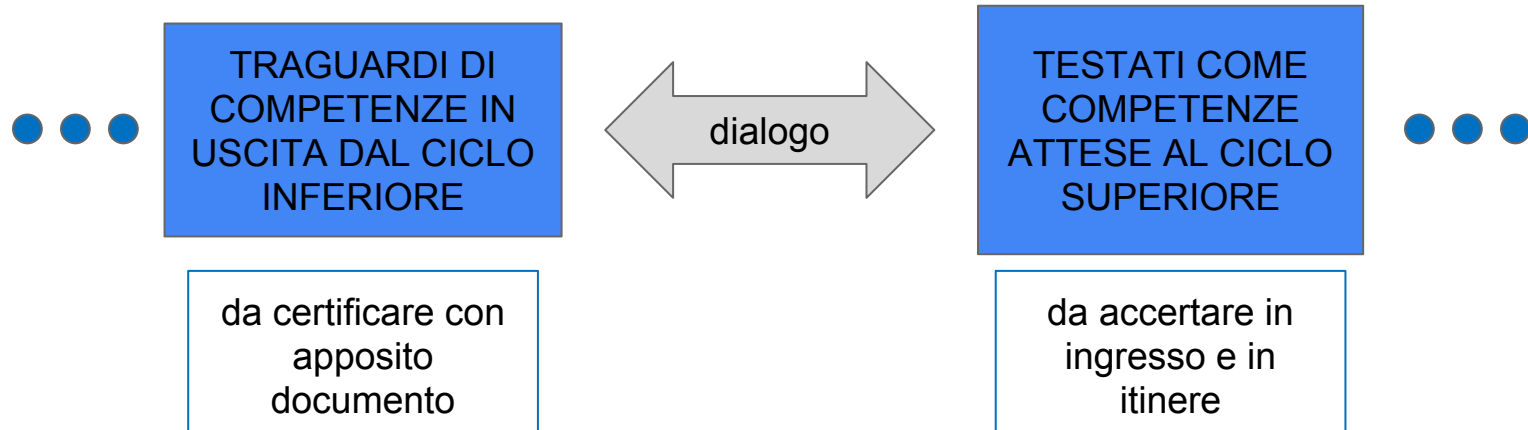 TRAGUARDI DI
COMPETENZE IN
USCITA DAL CICLO
INFERIORE
dialogo
TESTATI COME
COMPETENZE
ATTESE AL CICLO
SUPERIORE
da certificare con
apposito
documento
da accertare in
ingresso e in
itinere